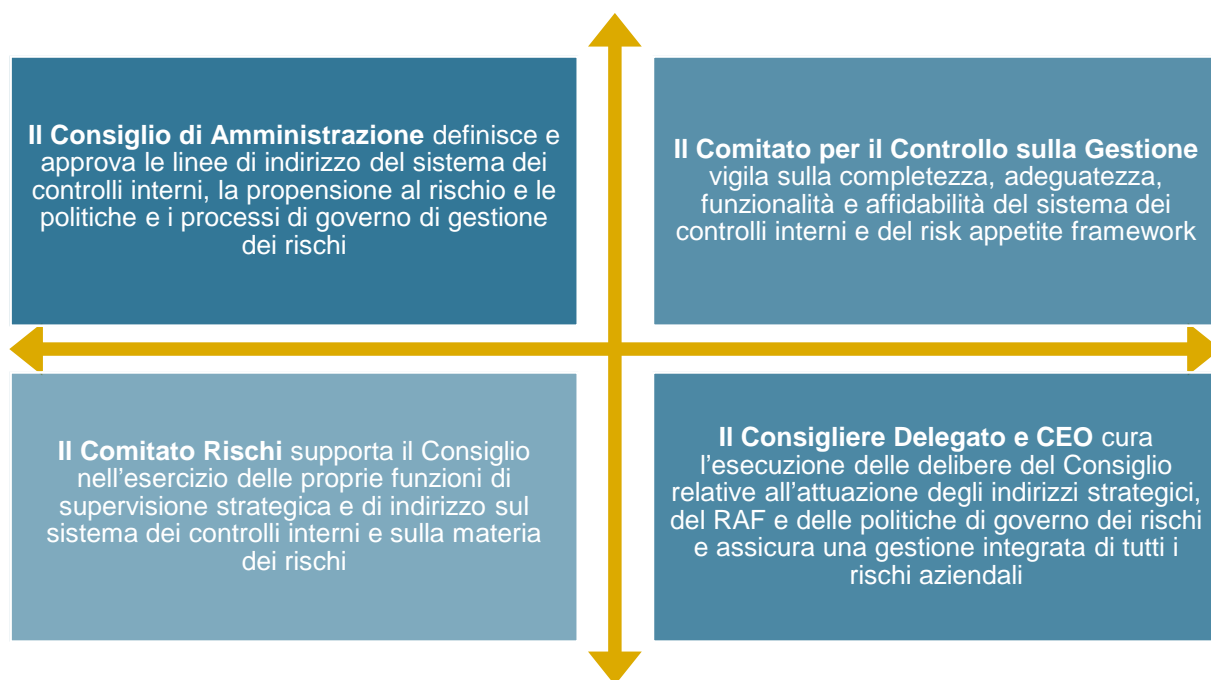 Il Consiglio di Amministrazione definisce e
approva le linee di indirizzo del sistema dei
controlli interni, la propensione al rischio e le
politiche e i processi di governo di gestione
dei rischi
Il Comitato per il Controllo sulla Gestione
vigila sulla completezza, adeguatezza,
funzionalità e affidabilità del sistema dei
controlli interni e del risk appetite framework
Il Comitato Rischi supporta il Consiglio
nell’esercizio delle proprie funzioni di
supervisione strategica e di indirizzo sul
sistema dei controlli interni e sulla materia
dei rischi
Il Consigliere Delegato e CEO cura
l’esecuzione delle delibere del Consiglio
relative all’attuazione degli indirizzi strategici,
del RAF e delle politiche di governo dei rischi
e assicura una gestione integrata di tutti i
rischi aziendali